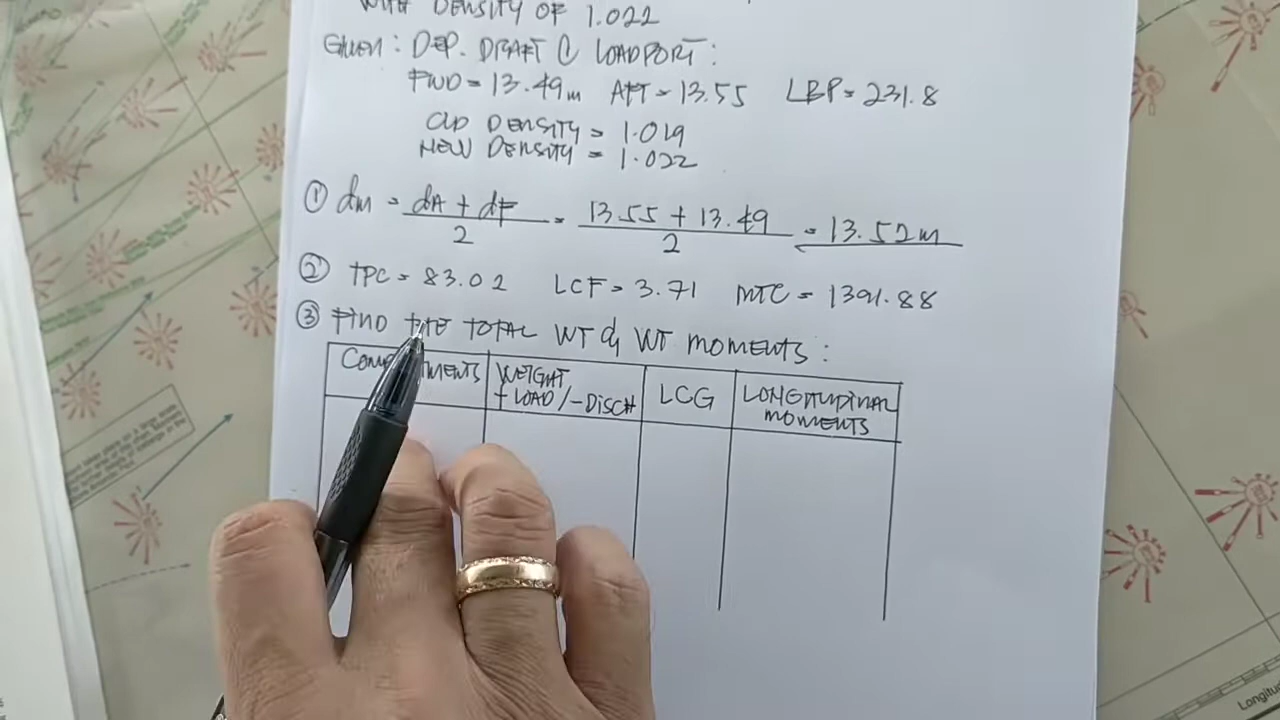 WITH DENSITY OF 1.022
GIVEN: DEP. DRAFT @ LOADPORT:
FWD = 13.49m AFT = 13.55 LBP = 231.8
OLD DENSITY = 1.019
NEW DENSITY = 1.022
① dm = dA + dF / 2 = 13.55 + 13.49 / 2 = 13.52m
② TPC = 83.02 LCF = 3.71 MTC = 1391.88
③ FIND THE TOTAL WT & WT MOMENTS:
WEIGHT + LOAD/-DISCH LCG LONGITUDINAL MOMENTS
Longitud